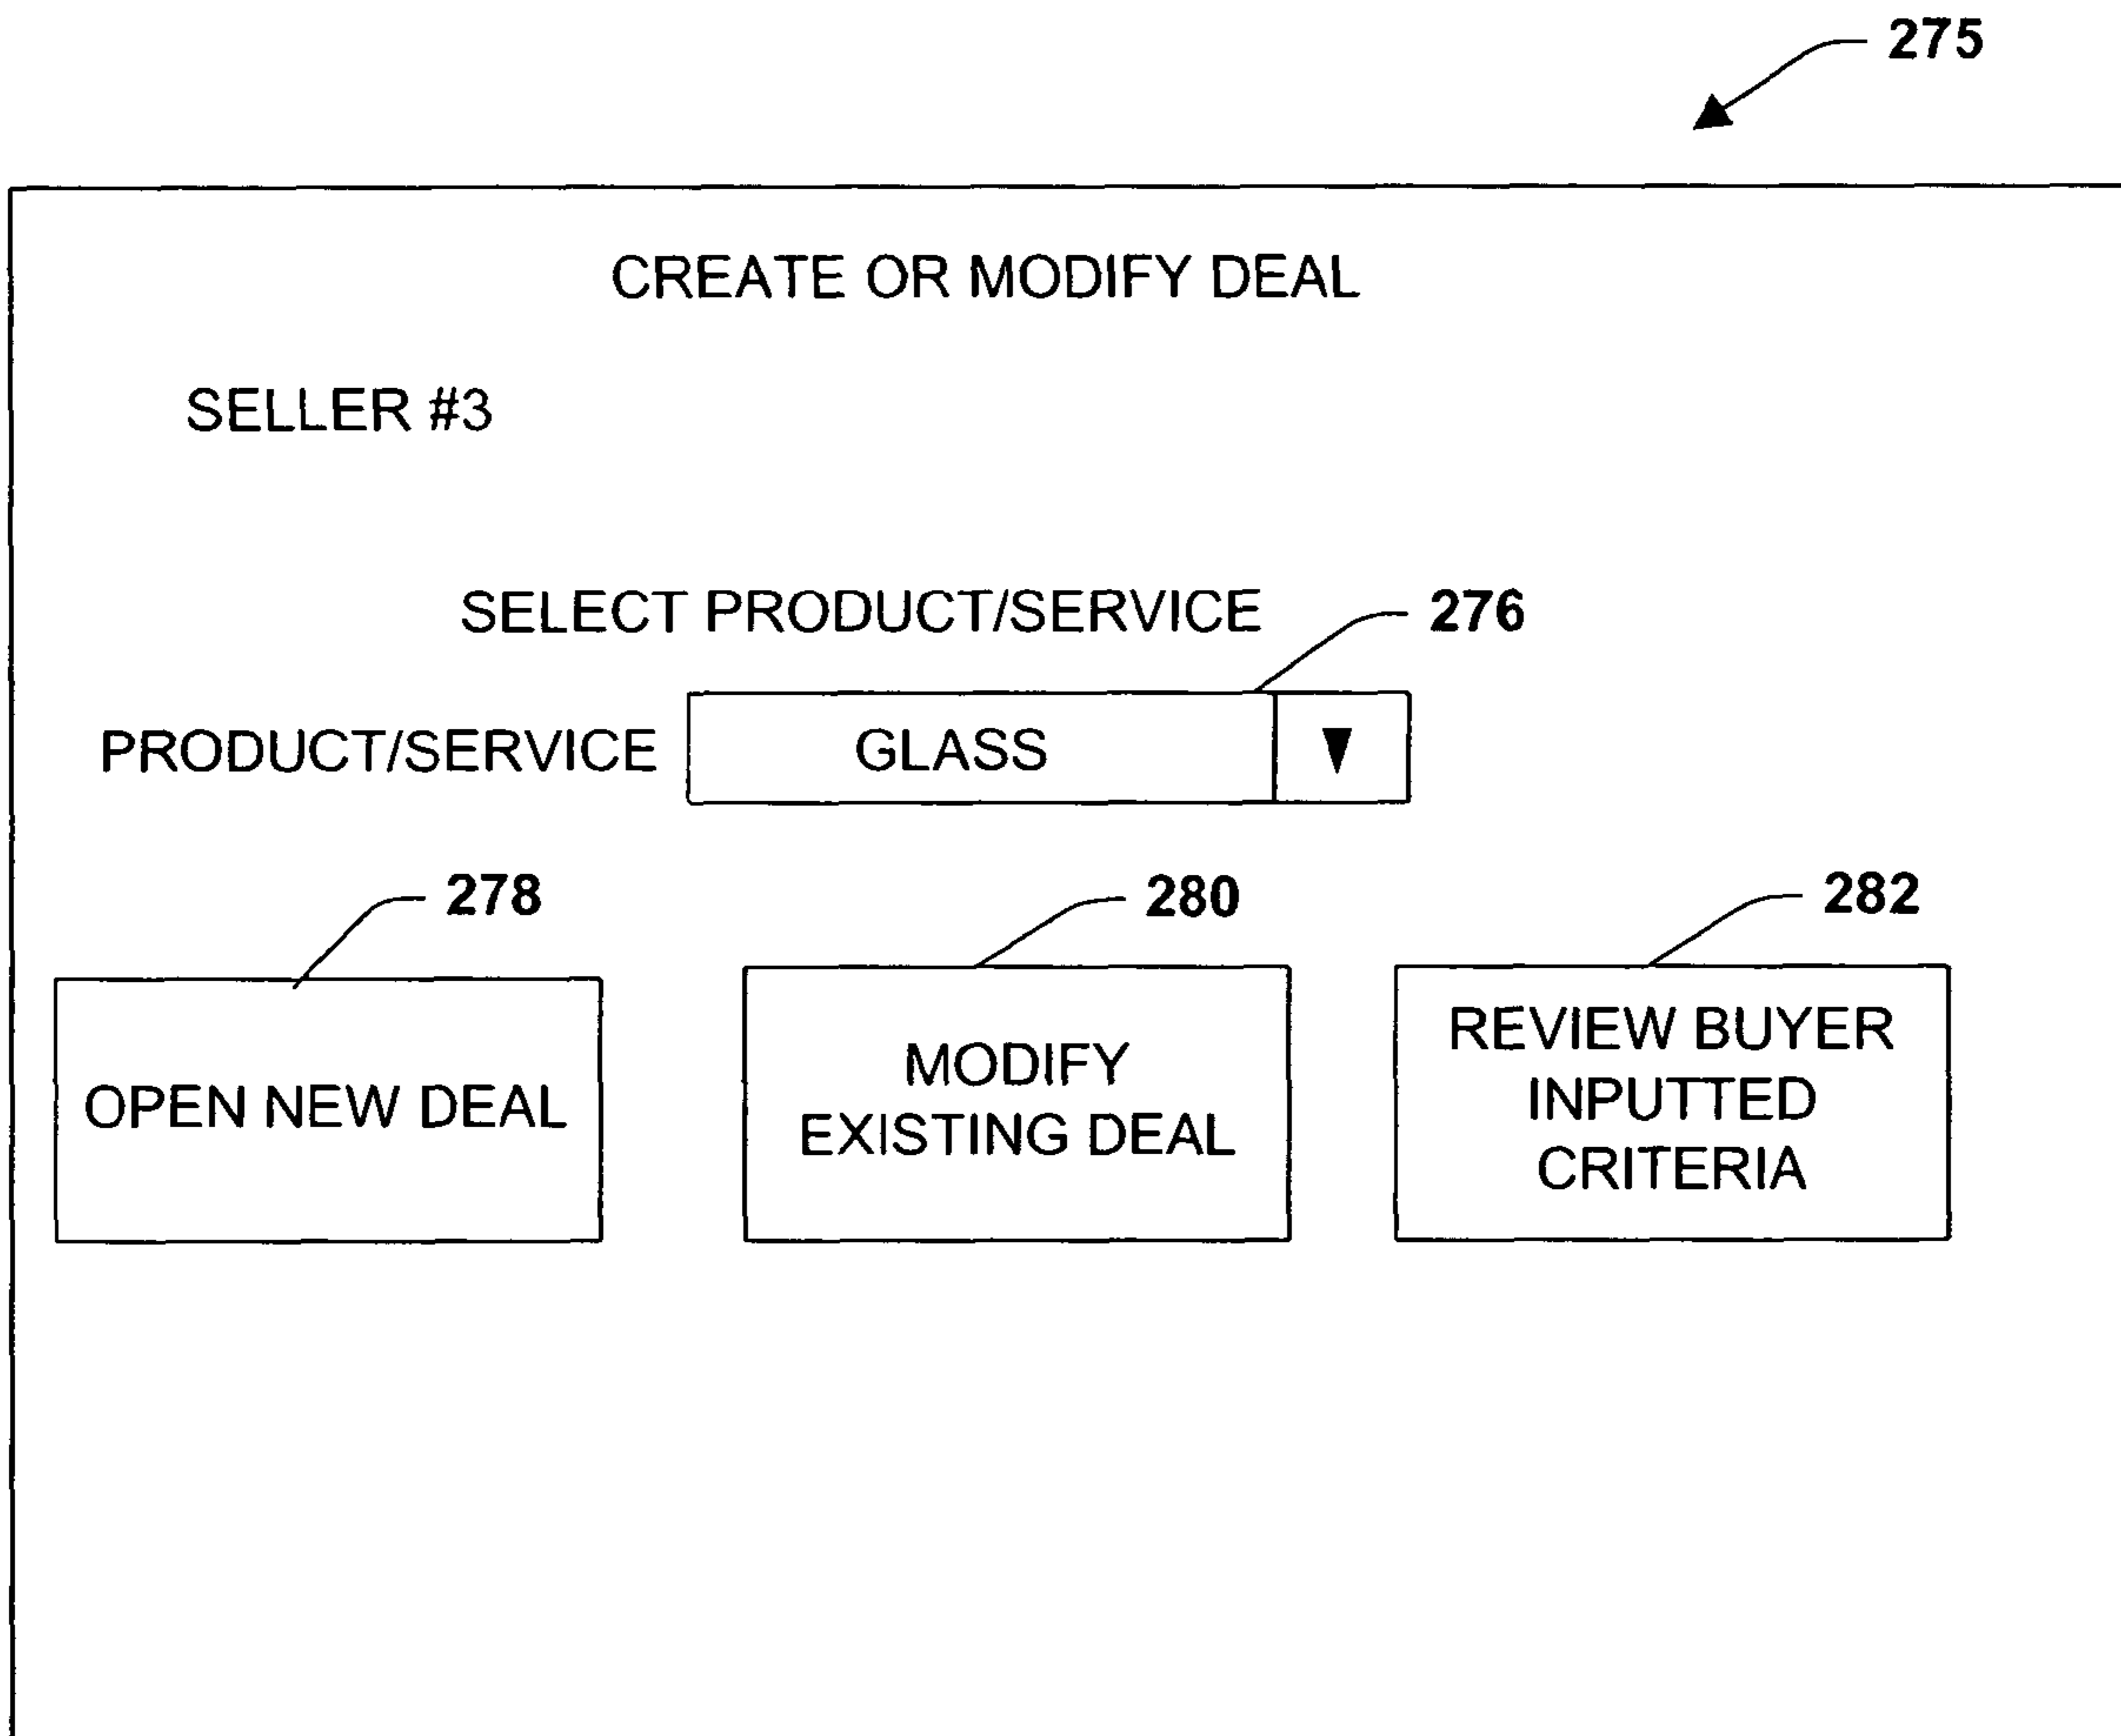 275
CREATE OR MODIFY DEAL
SELLER #3
SELECT PRODUCT/SERVICE
276
PRODUCT/SERVICE
GLASS
278
280
282
OPEN NEW DEAL
MODIFY
EXISTING DEAL
REVIEW BUYER
INPUTTED
CRITERIA